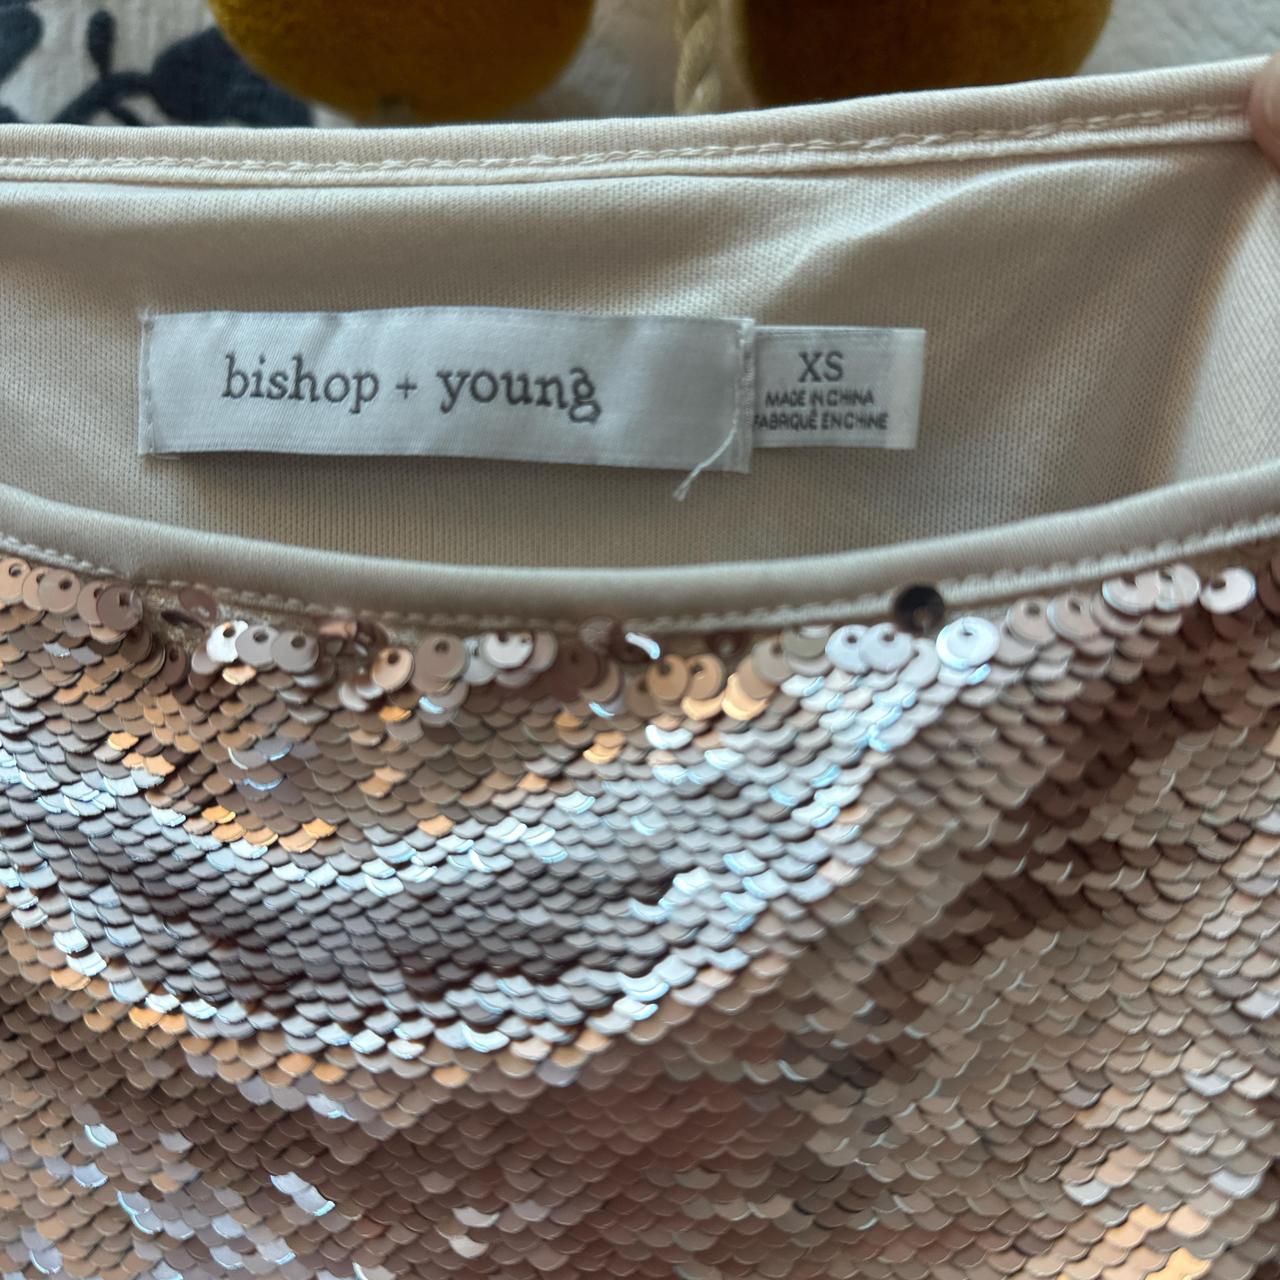 bishop + young
XS
MADE IN CHINA
FABRIQUÉ EN CHINE